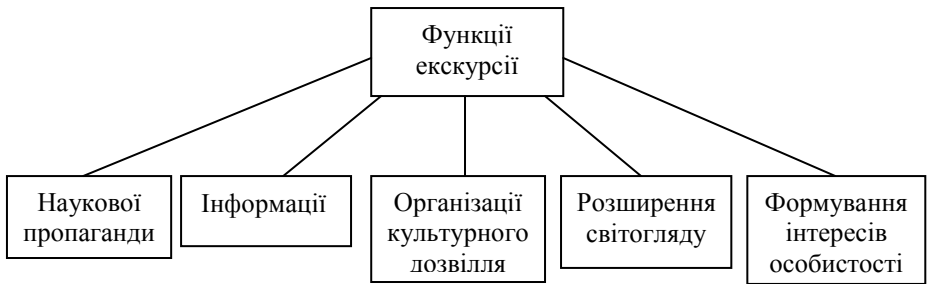 Функції
екскурсії
Наукової
пропаганди
Інформації
Організації
культурного
дозвілля
Розширення
світогляду
Формування
інтересів
особистості